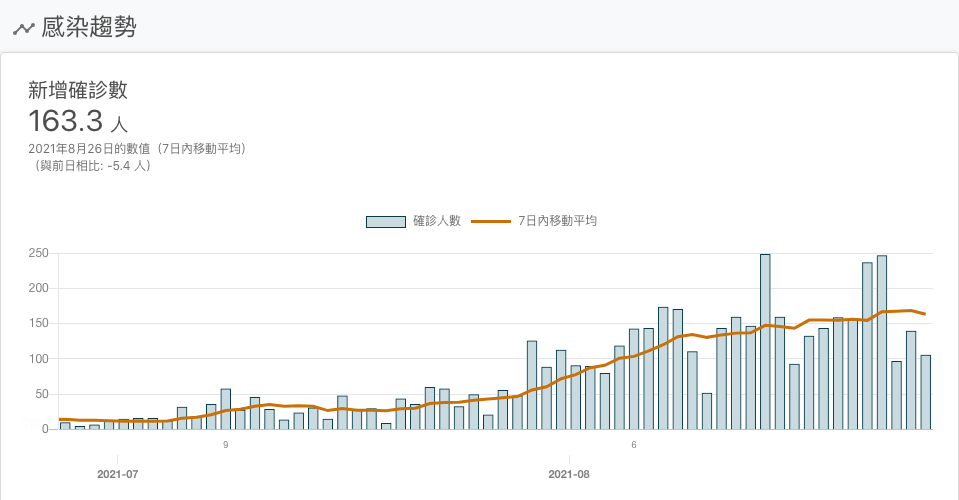 感染趨勢
新增確診數
163.3 人
2021年8月26日的數值（7日內移動平均）
（與前日相比: -5.4 人）
確診人數 7日內移動平均
250
200
150
100
50
0
9 6
2021-07 2021-08